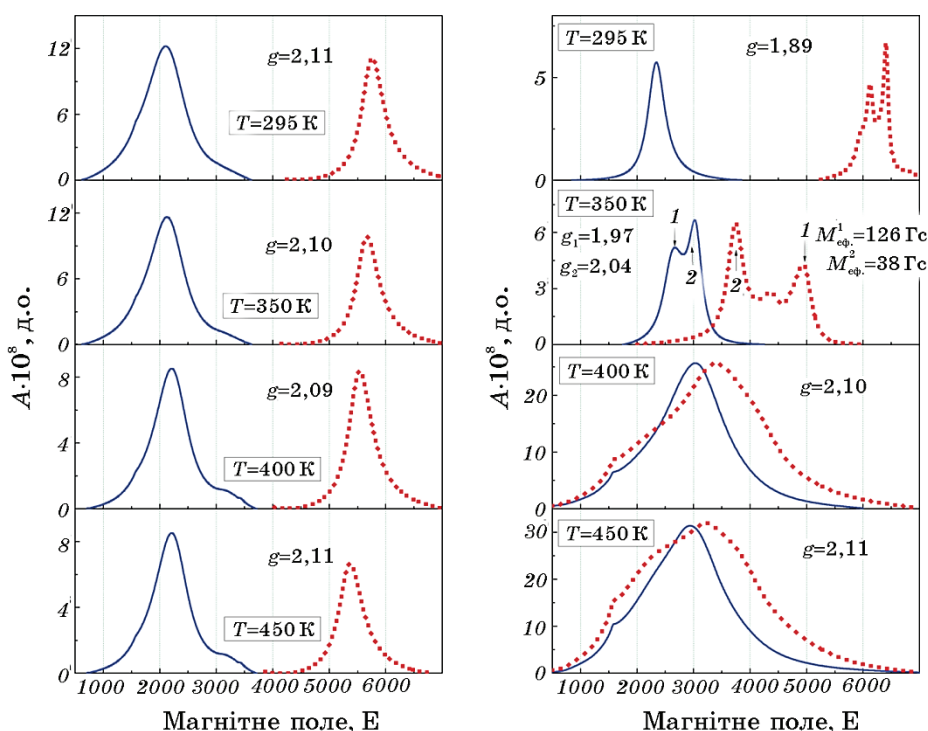 A·10⁸, д.о.
12
6
0
g=2,11
T=295 К
12
6
0
g=2,10
T=350 К
8
4
0
g=2,09
T=400 К
8
4
0
g=2,11
T=450 К
1000 2000 3000 4000 5000 6000
Магнітне поле, Е
A·10⁸, д.о.
5
0
T=295 К
g=1,89
6
3
0
T=350 К
g₁=1,97
g₂=2,04
1
2
2
1
M¹еф.=126 Гс
M²еф.=38 Гс
20
10
0
T=400 К
g=2,10
30
20
10
0
T=450 К
g=2,11
1000 2000 3000 4000 5000 6000
Магнітне поле, Е